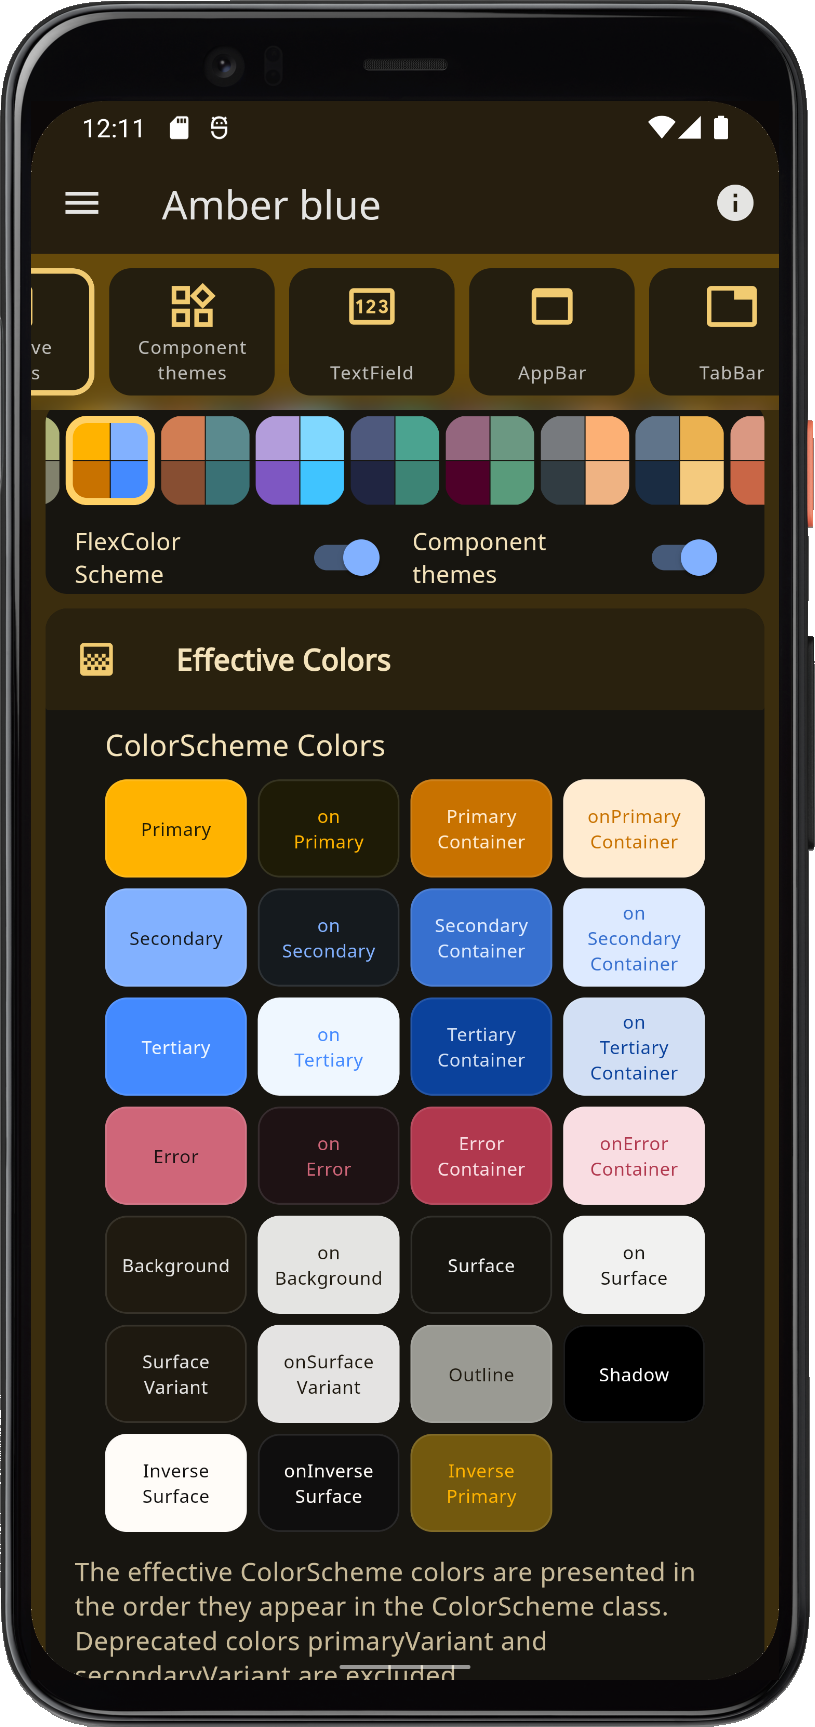 12:11
Amber blue
ve
s
Component
themes
123
TextField
AppBar
TabBar
FlexColor
Scheme
Component
themes
Effective Colors
ColorScheme Colors
Primary
on
Primary
Primary
Container
onPrimary
Container
Secondary
on
Secondary
Secondary
Container
on
Secondary
Container
Tertiary
on
Tertiary
Tertiary
Container
on
Tertiary
Container
Error
on
Error
Error
Container
onError
Container
Background
on
Background
Surface
on
Surface
Surface
Variant
onSurface
Variant
Outline
Shadow
Inverse
Surface
onInverse
Surface
Inverse
Primary
The effective ColorScheme colors are presented in
the order they appear in the ColorScheme class.
Deprecated colors primaryVariant and
secondaryVariant are excluded